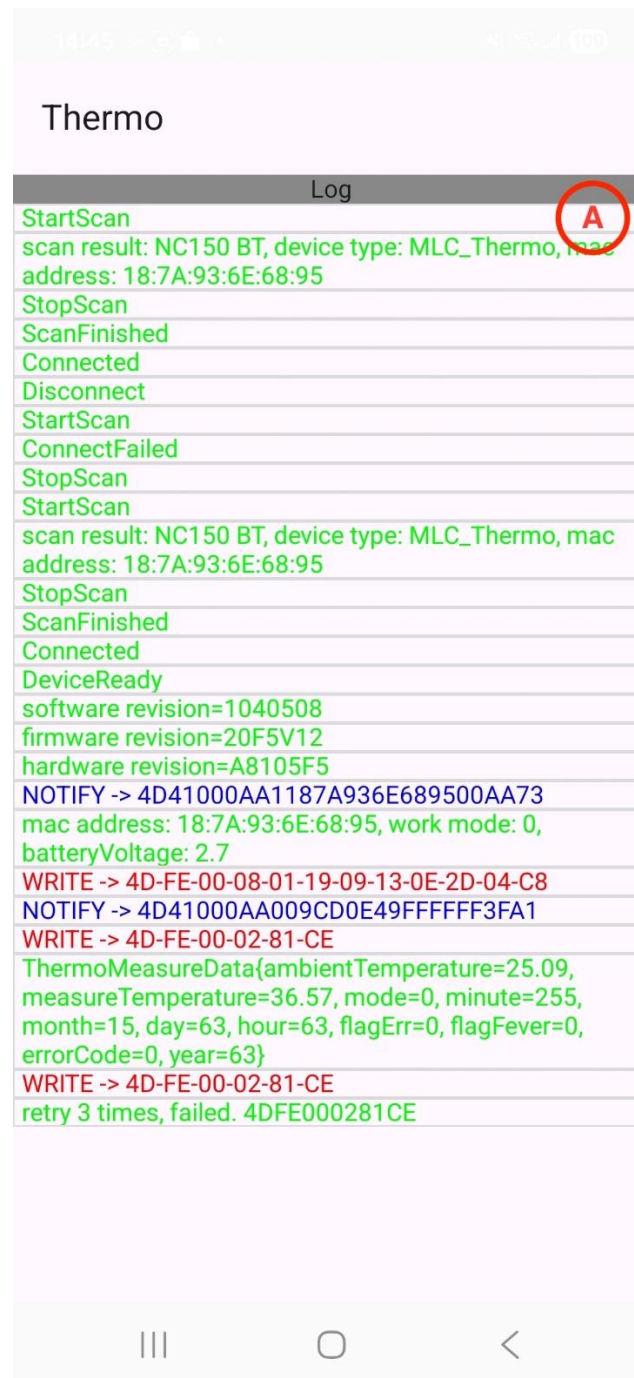 14:45
100
Thermo
Log
A
StartScan
scan result: NC150 BT, device type: MLC_Thermo, mac
address: 18:7A:93:6E:68:95
StopScan
ScanFinished
Connected
Disconnect
StartScan
ConnectFailed
StopScan
StartScan
scan result: NC150 BT, device type: MLC_Thermo, mac
address: 18:7A:93:6E:68:95
StopScan
ScanFinished
Connected
DeviceReady
software revision=1040508
firmware revision=20F5V12
hardware revision=A8105F5
NOTIFY -> 4D41000AA1187A936E689500AA73
mac address: 18:7A:93:6E:68:95, work mode: 0,
batteryVoltage: 2.7
WRITE -> 4D-FE-00-08-01-19-09-13-0E-2D-04-C8
NOTIFY -> 4D41000AA009CD0E49FFFFFF3FA1
WRITE -> 4D-FE-00-02-81-CE
ThermoMeasureData{ambientTemperature=25.09,
measureTemperature=36.57, mode=0, minute=255,
month=15, day=63, hour=63, flagErr=0, flagFever=0,
errorCode=0, year=63}
WRITE -> 4D-FE-00-02-81-CE
retry 3 times, failed. 4DFE000281CE